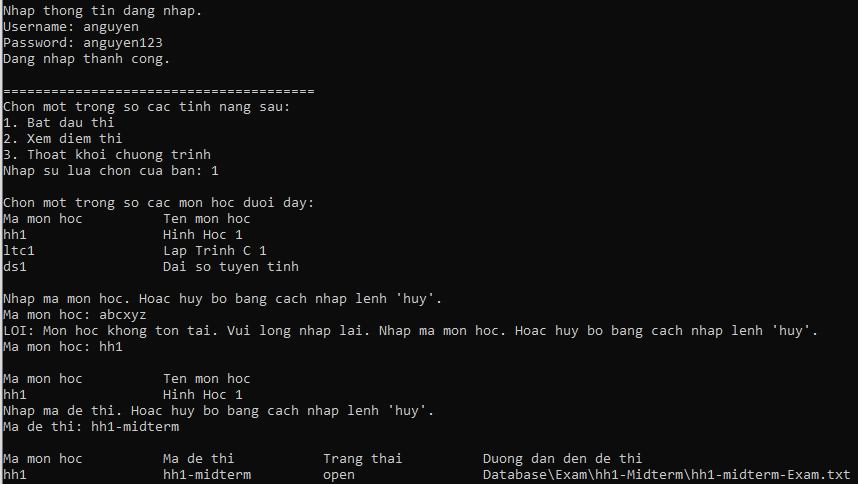 Nhap thong tin dang nhap.
Username: anguyen
Password: anguyen123
Dang nhap thanh cong.
=======================================
Chon mot trong so cac tinh nang sau:
1. Bat dau thi
2. Xem diem thi
3. Thoat khoi chuong trinh
Nhap su lua chon cua ban: 1
Chon mot trong so cac mon hoc duoi day:
Ma mon hoc          Ten mon hoc
hh1                 Hinh Hoc 1
ltc1                Lap Trinh C 1
ds1                 Dai so tuyen tinh
Nhap ma mon hoc. Hoac huy bo bang cach nhap lenh 'huy'.
Ma mon hoc: abcxyz
LOI: Mon hoc khong ton tai. Vui long nhap lai. Nhap ma mon hoc. Hoac huy bo bang cach nhap lenh 'huy'.
Ma mon hoc: hh1
Ma mon hoc          Ten mon hoc
hh1                 Hinh Hoc 1
Nhap ma de thi. Hoac huy bo bang cach nhap lenh 'huy'.
Ma de thi: hh1-midterm
Ma mon hoc          Ma de thi           Trang thai          Duong dan den de thi
hh1                 hh1-midterm         open                Database\Exam\hh1-Midterm\hh1-midterm-Exam.txt